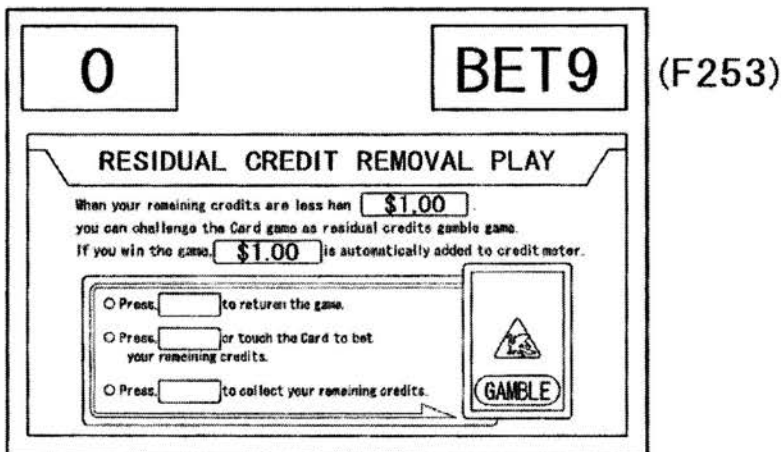 0
BET9
(F253)
RESIDUAL CREDIT REMOVAL PLAY
When your remaining credits are less han $1.00 .
you can challenge the Card game as residual credits gamble game.
If you win the game, $1.00 is automatically added to credit meter.
Press, to returen the game.
Press, or touch the Card to bet
your remeining credits.
Press, to collect your remeining credits.
GAMBLE